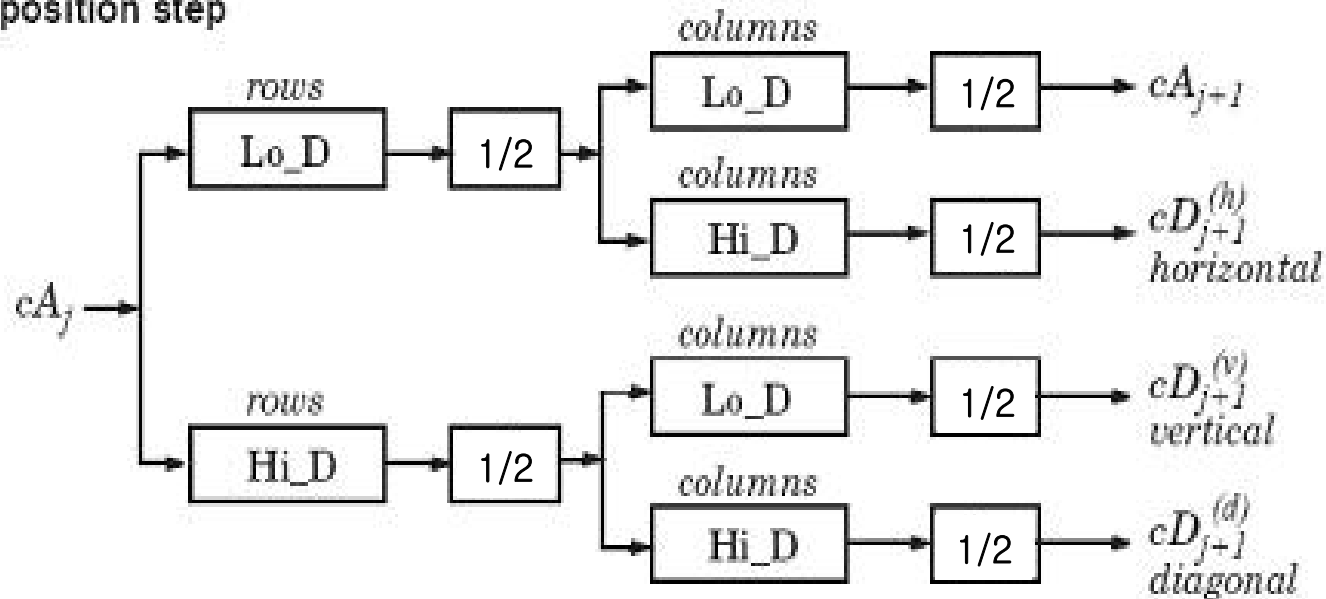 position step
columns
rows
Lo_D
1/2
cA_{j+1}
Lo_D
1/2
columns
Hi_D
1/2
cD_{j+1}^{(h)}
horizontal
cA_j
columns
rows
Lo_D
1/2
cD_{j+1}^{(v)}
vertical
Hi_D
1/2
columns
Hi_D
1/2
cD_{j+1}^{(d)}
diagonal